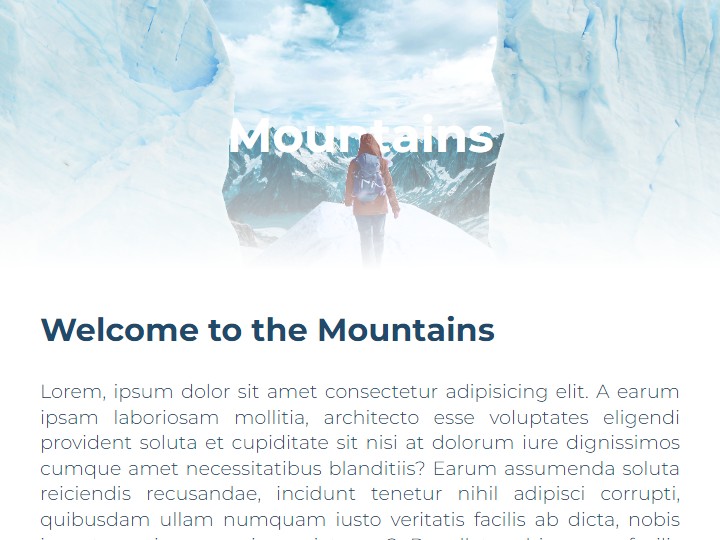 Mountains
Welcome to the Mountains
Lorem, ipsum dolor sit amet consectetur adipisicing elit. A earum
ipsam laboriosam mollitia, architecto esse voluptates eligendi
provident soluta et cupiditate sit nisi at dolorum iure dignissimos
cumque amet necessitatibus blanditiis? Earum assumenda soluta
reiciendis recusandae, incidunt tenetur nihil adipisci corrupti,
quibusdam ullam numquam iusto veritatis facilis ab dicta, nobis